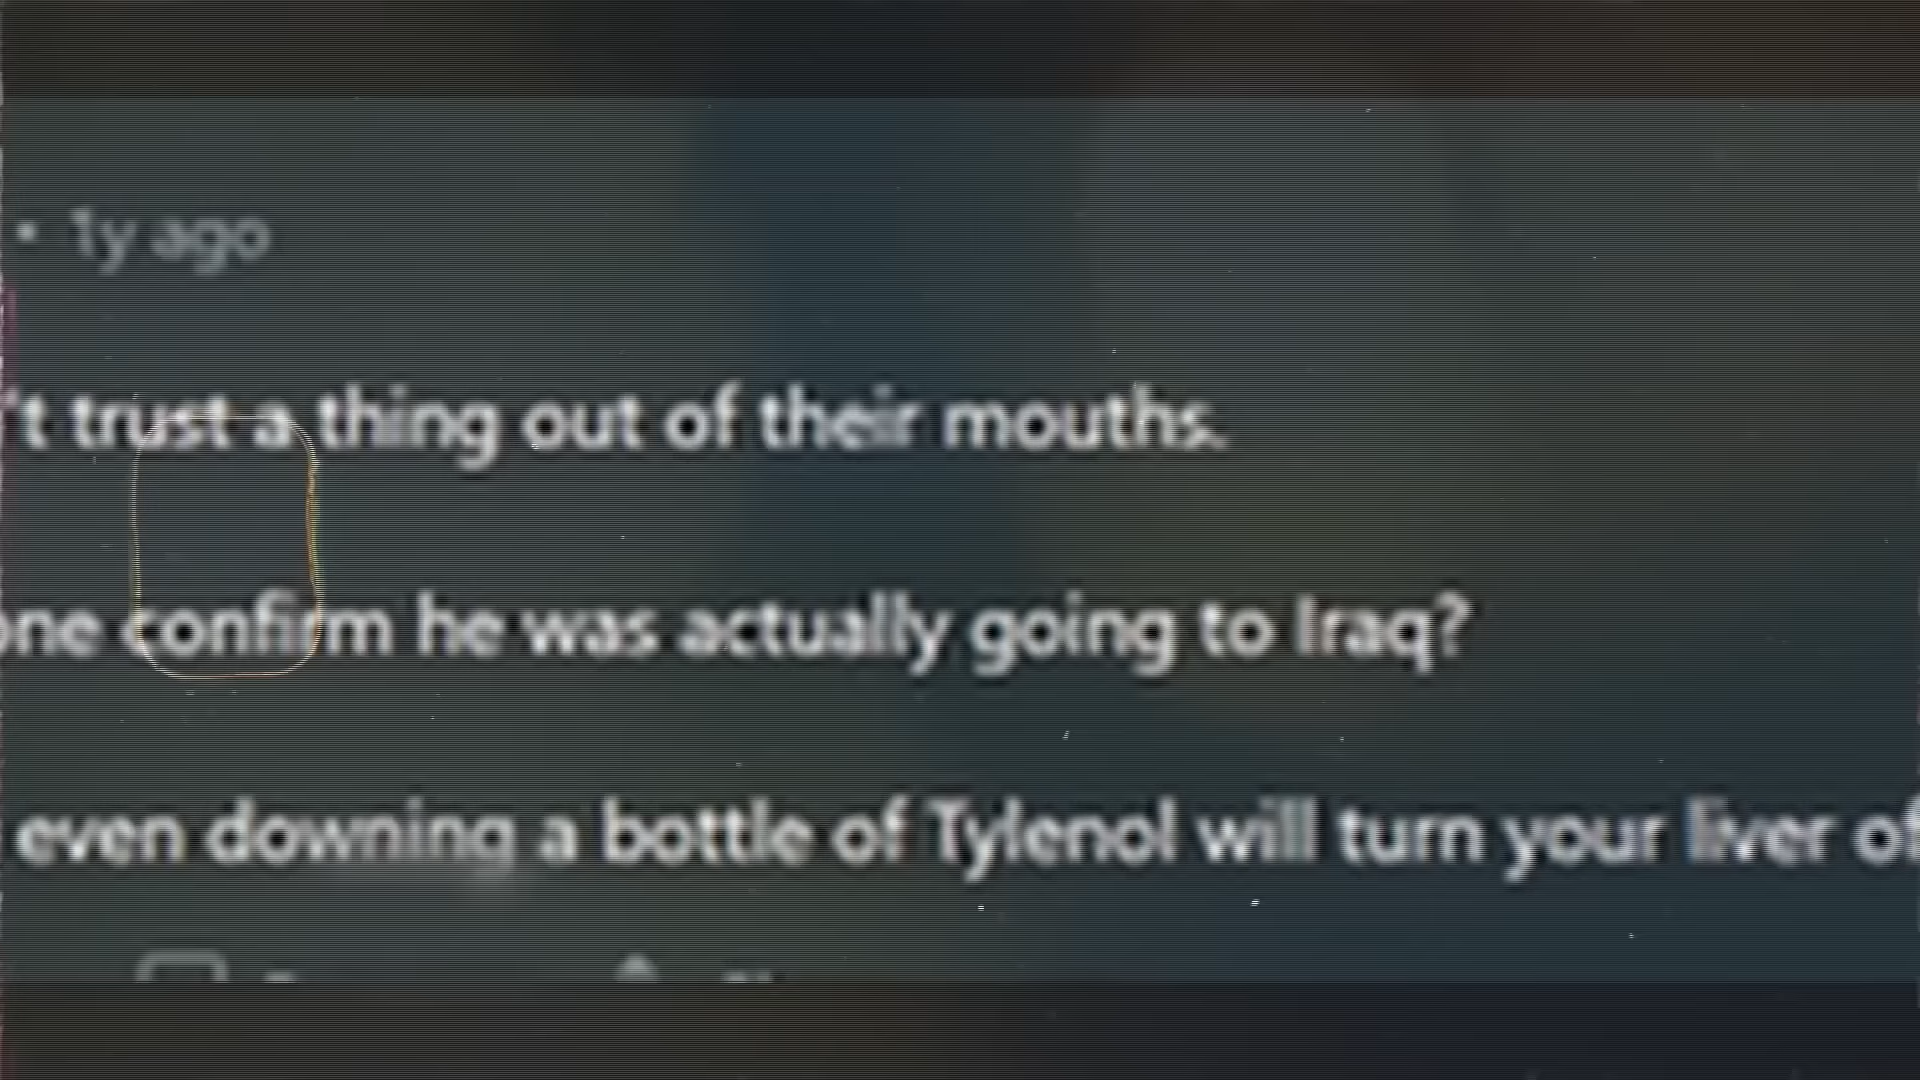 • 1y ago
't trust a thing out of their mouths.
one confirm he was actually going to Iraq?
even downing a bottle of Tylenol will turn your liver of